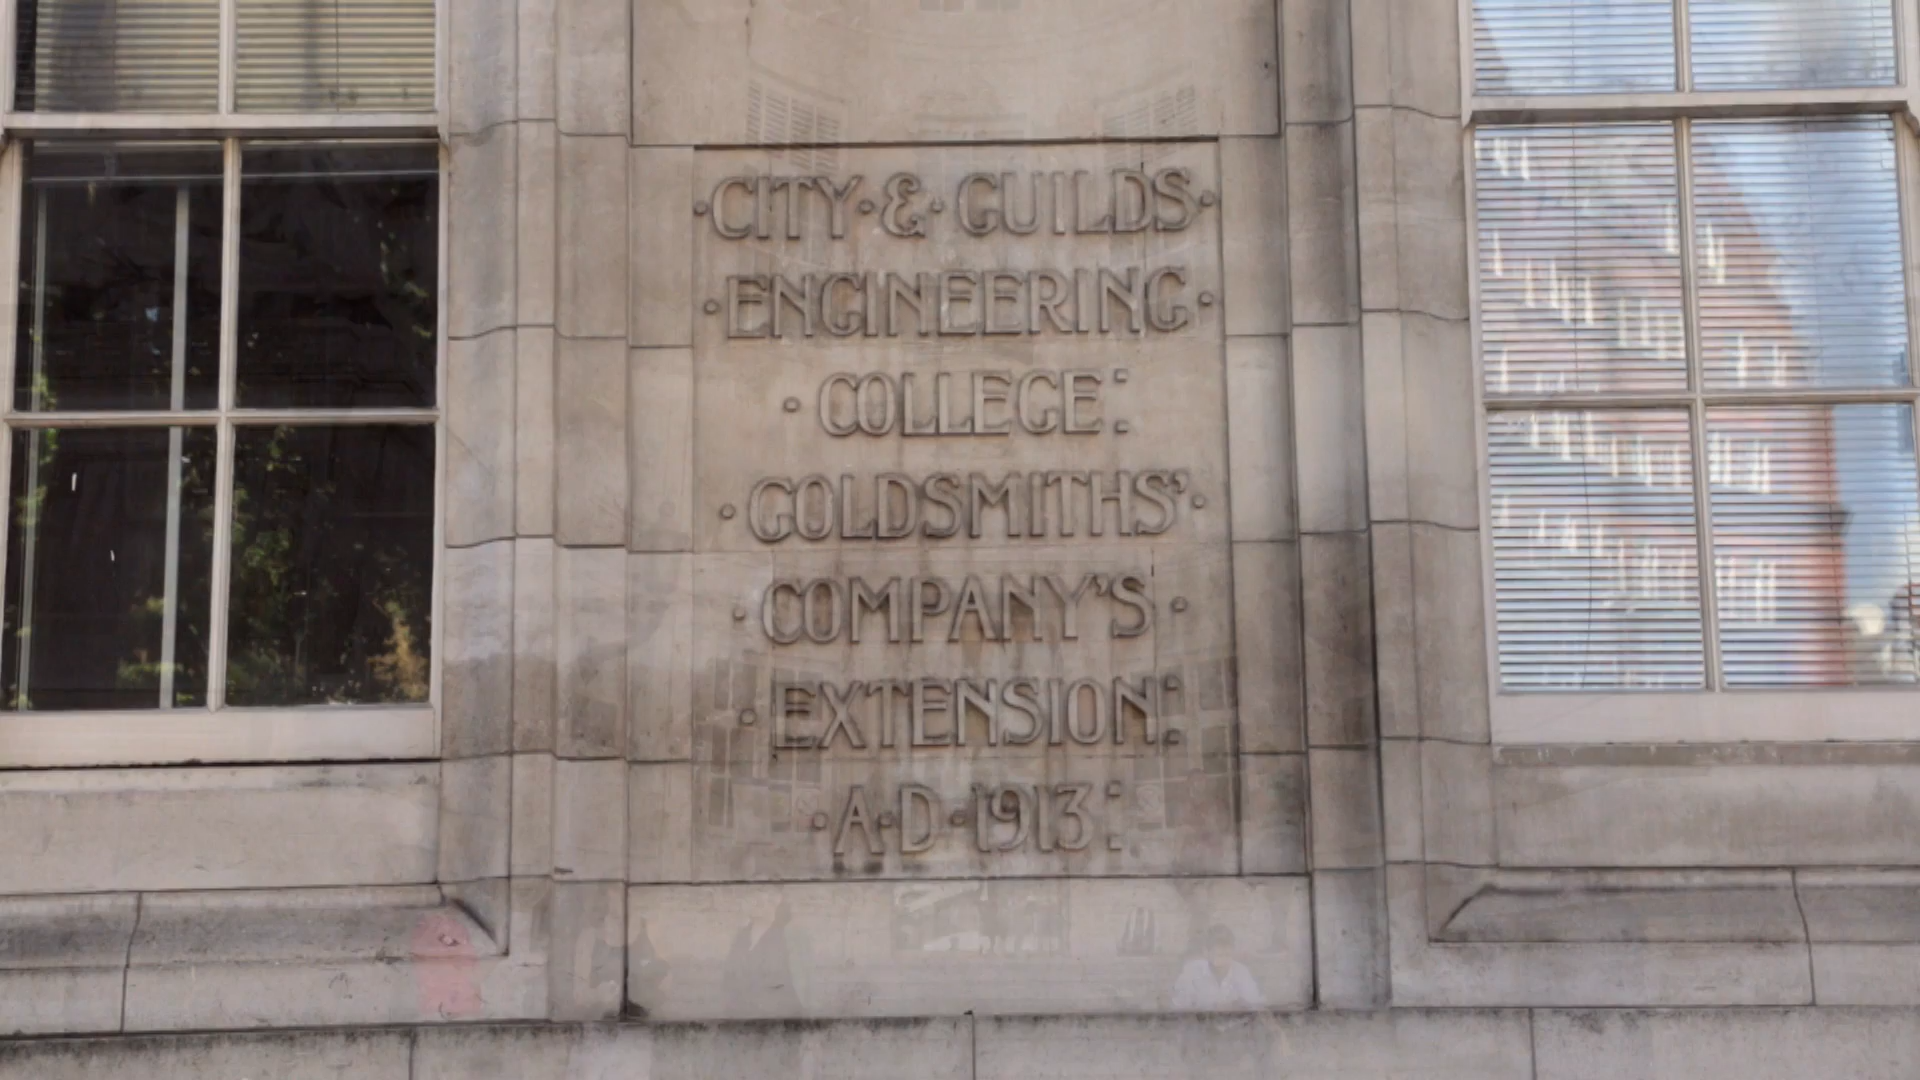 ·CITY·&·GUILDS·
·ENGINEERING·
·COLLEGE:
·GOLDSMITHS'·
·COMPANY'S·
·EXTENSION:
·A·D·1913: